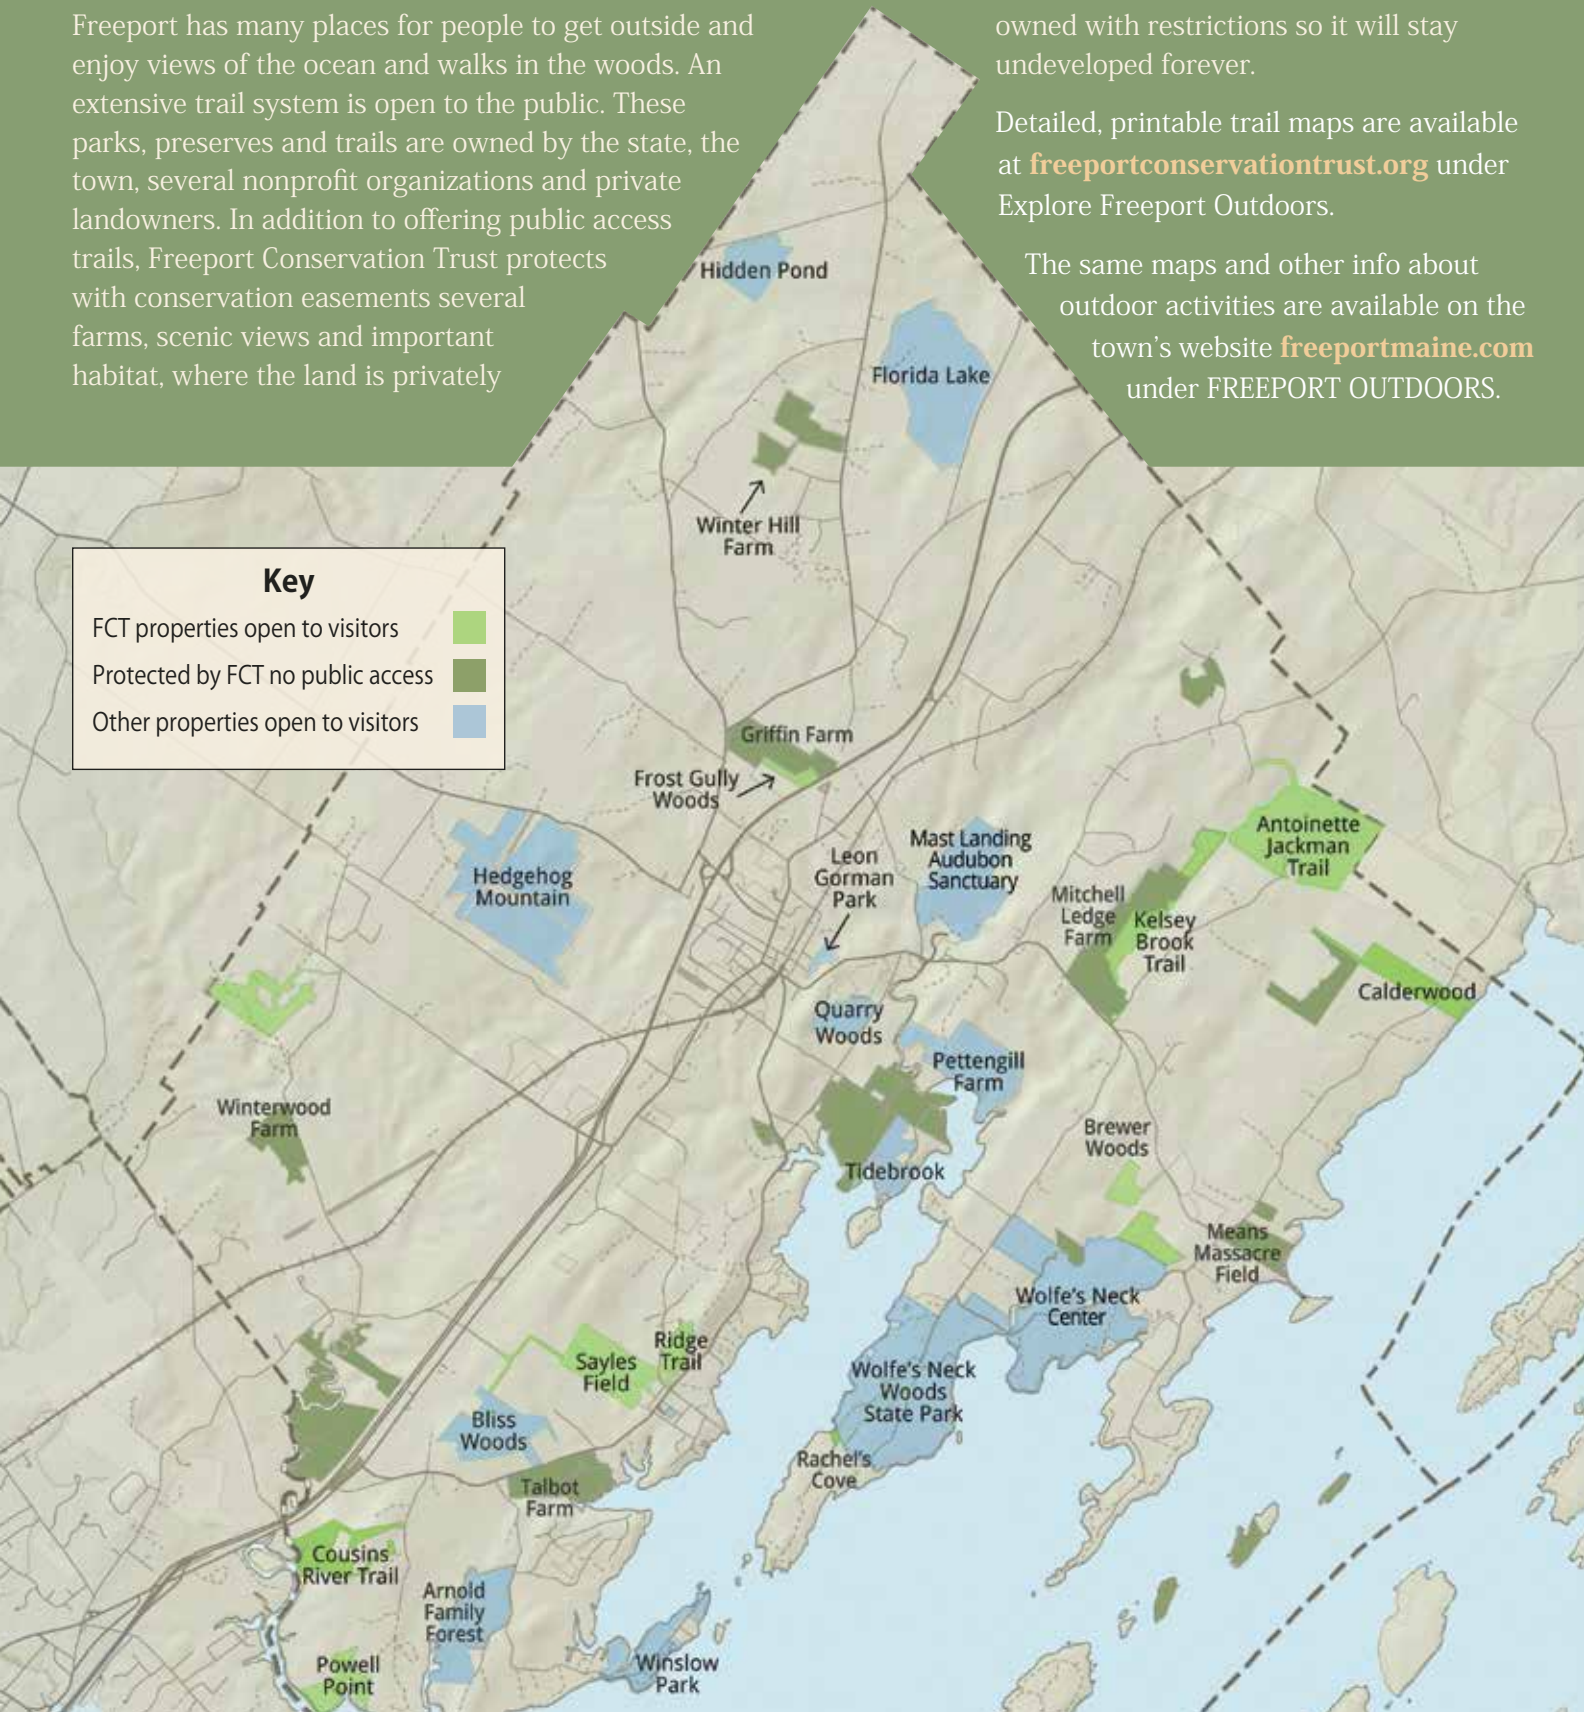 Freeport has many places for people to get outside and
enjoy views of the ocean and walks in the woods. An
extensive trail system is open to the public. These
parks, preserves and trails are owned by the state, the
town, several nonprofit organizations and private
landowners. In addition to offering public access
trails, Freeport Conservation Trust protects
with conservation easements several
farms, scenic views and important
habitat, where the land is privately
owned with restrictions so it will stay
undeveloped forever.
Detailed, printable trail maps are available
at freeportconservationtrust.org under
Explore Freeport Outdoors.
The same maps and other info about
outdoor activities are available on the
town's website freeportmaine.com
under FREEPORT OUTDOORS.
Key
FCT properties open to visitors
Protected by FCT no public access
Other properties open to visitors
Hidden Pond
Florida Lake
Winter Hill
Farm
Griffin Farm
Frost Gully
Woods
Hedgehog
Mountain
Leon
Gorman
Park
Mast Landing
Audubon
Sanctuary
Antoinette
Jackman
Trail
Mitchell
Ledge
Farm
Kelsey
Brook
Trail
Calderwood
Quarry
Woods
Pettengill
Farm
Winterwood
Farm
Brewer
Woods
Tidebrook
Means
Massacre
Field
Wolfe's Neck
Center
Ridge
Trail
Sayles
Field
Wolfe's Neck
Woods
State Park
Bliss
Woods
Rachel's
Cove
Talbot
Farm
Cousins
River Trail
Arnold
Family
Forest
Powell
Point
Winslow
Park